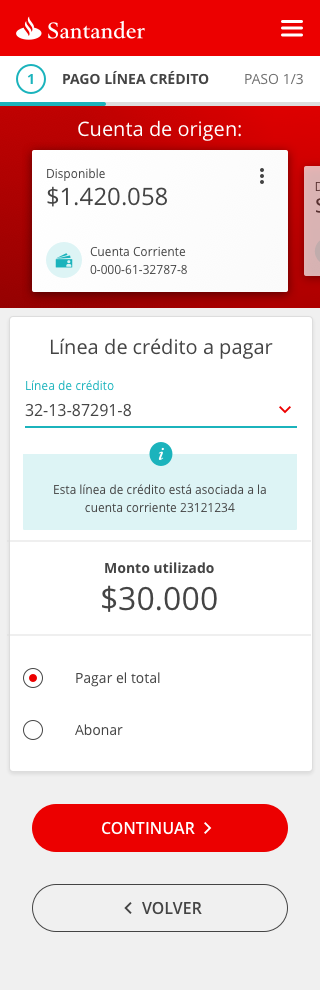 Santander
1
PAGO LÍNEA CRÉDITO
PASO 1/3
Cuenta de origen:
Disponible
$1.420.058
Cuenta Corriente
0-000-61-32787-8
Línea de crédito a pagar
Línea de crédito
32-13-87291-8
i
Esta línea de crédito está asociada a la
cuenta corriente 23121234
Monto utilizado
$30.000
Pagar el total
Abonar
CONTINUAR
VOLVER